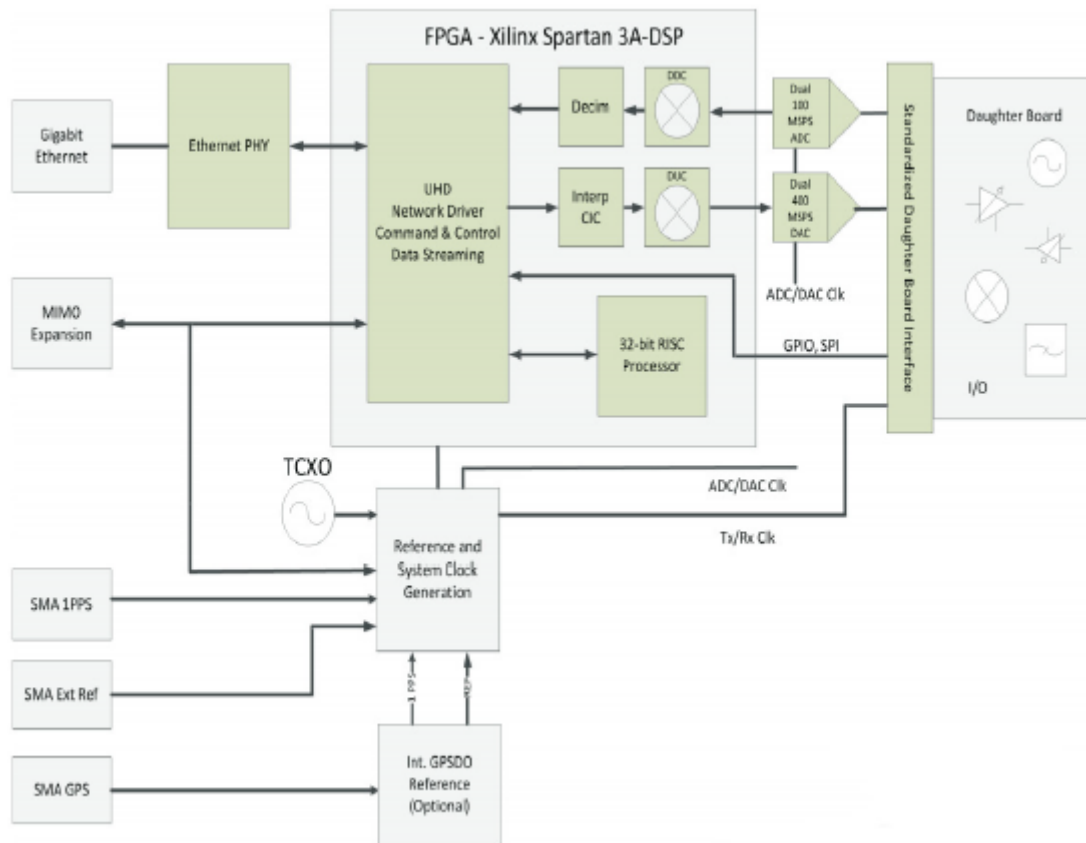 FPGA - Xilinx Spartan 3A-DSP
Gigabit
Ethernet
Ethernet PHY
UHD
Network Driver
Command & Control
Data Streaming
Decim
DDC
Dual
100
MSPS
ADC
Interp
CIC
DUC
Dual
400
MSPS
DAC
ADC/DAC Clk
Standardized Daughter Board Interface
Daughter Board
I/O
MIMO
Expansion
32-bit RISC
Processor
GPIO, SPI
TCXO
ADC/DAC Clk
Tx/Rx Clk
Reference and
System Clock
Generation
SMA 1PPS
SMA Ext Ref
1 PPS
Int. GPSDO
Reference
(Optional)
SMA GPS